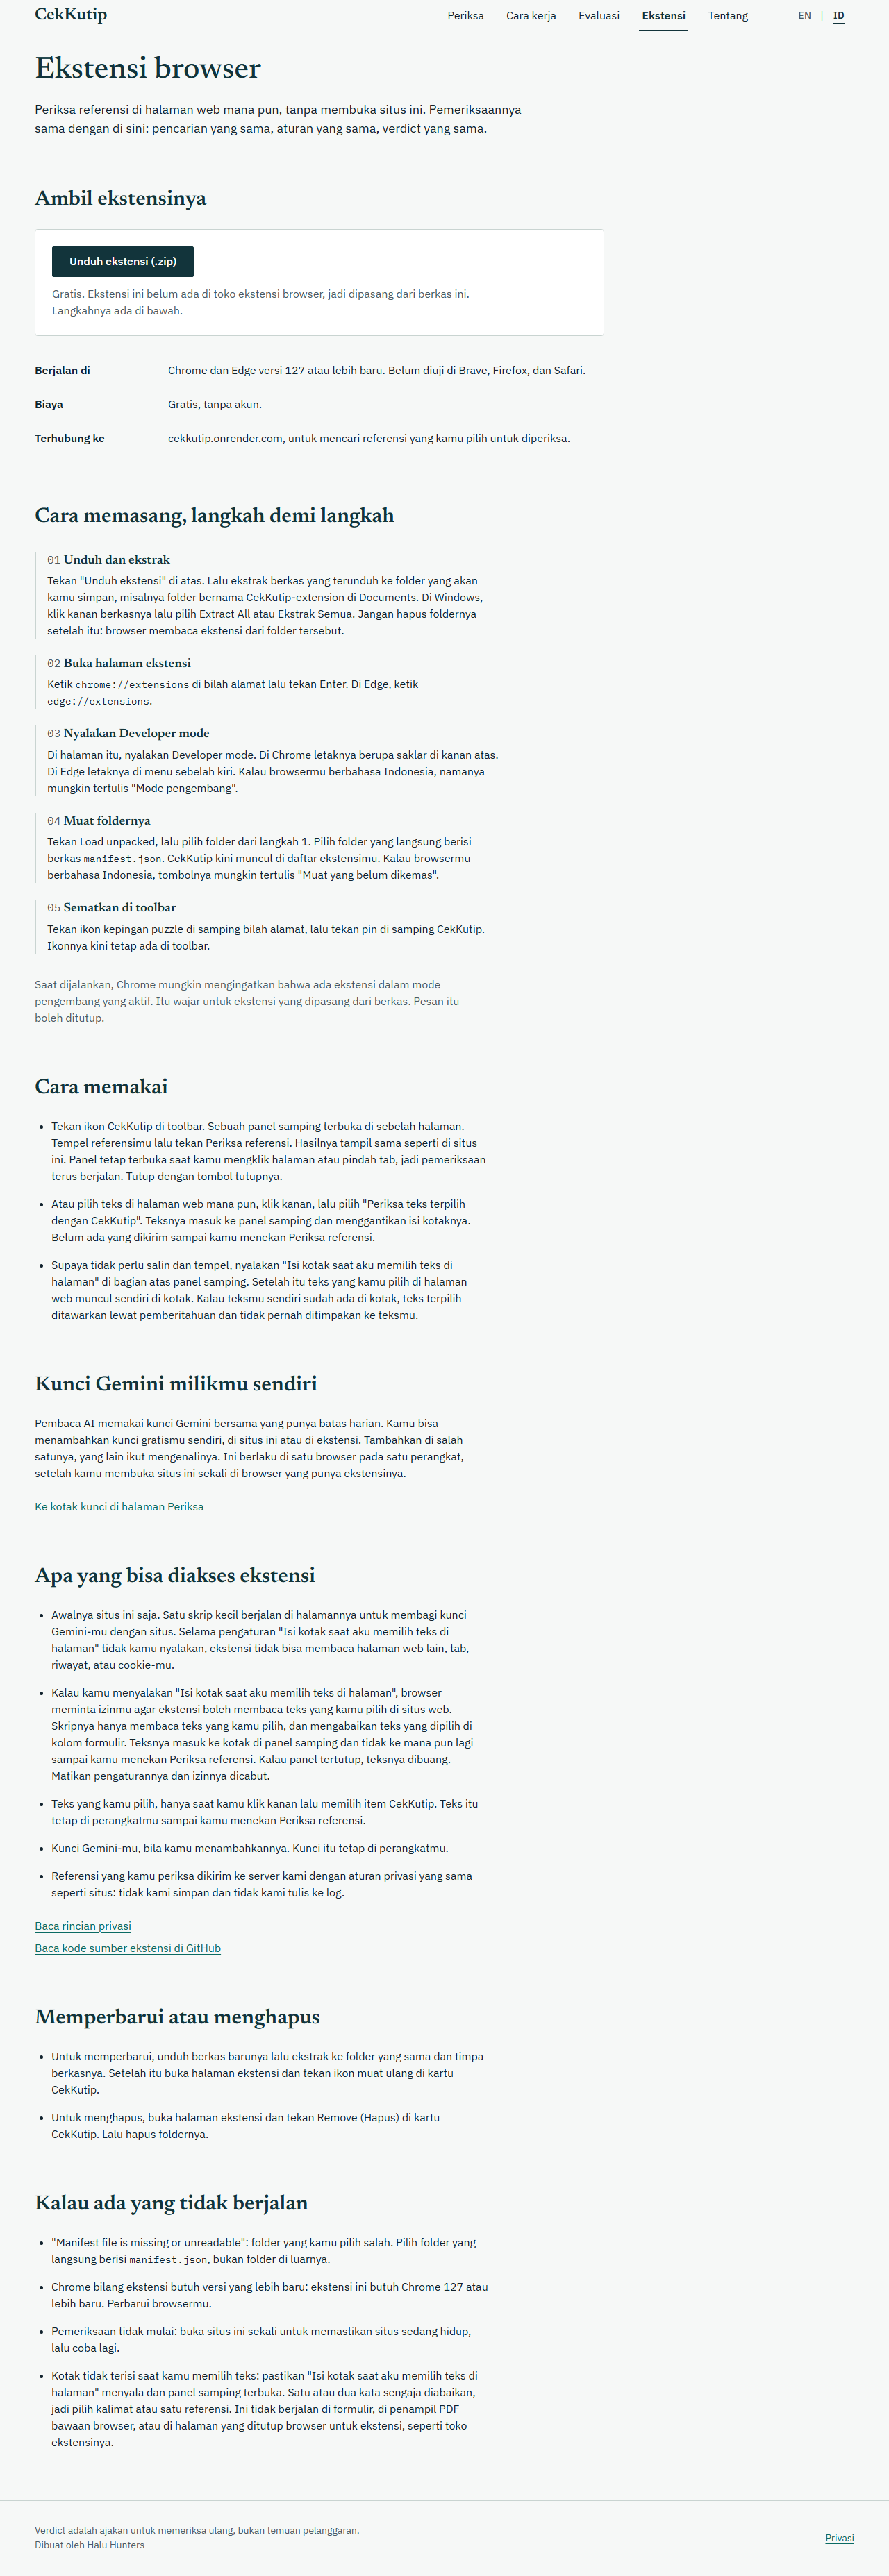 CekKutip
Periksa Cara kerja Evaluasi Ekstensi Tentang EN | ID
Ekstensi browser
Periksa referensi di halaman web mana pun, tanpa membuka situs ini. Pemeriksaannya
sama dengan di sini: pencarian yang sama, aturan yang sama, verdict yang sama.
Ambil ekstensinya
Unduh ekstensi (.zip)
Gratis. Ekstensi ini belum ada di toko ekstensi browser, jadi dipasang dari berkas ini.
Langkahnya ada di bawah.
Berjalan di Chrome dan Edge versi 127 atau lebih baru. Belum diuji di Brave, Firefox, dan Safari.
Biaya Gratis, tanpa akun.
Terhubung ke cekkutip.onrender.com, untuk mencari referensi yang kamu pilih untuk diperiksa.
Cara memasang, langkah demi langkah
01 Unduh dan ekstrak
Tekan "Unduh ekstensi" di atas. Lalu ekstrak berkas yang terunduh ke folder yang akan
kamu simpan, misalnya folder bernama CekKutip-extension di Documents. Di Windows,
klik kanan berkasnya lalu pilih Extract All atau Ekstrak Semua. Jangan hapus foldernya
setelah itu: browser membaca ekstensi dari folder tersebut.
02 Buka halaman ekstensi
Ketik chrome://extensions di bilah alamat lalu tekan Enter. Di Edge, ketik
edge://extensions.
03 Nyalakan Developer mode
Di halaman itu, nyalakan Developer mode. Di Chrome letaknya berupa saklar di kanan atas.
Di Edge letaknya di menu sebelah kiri. Kalau browsermu berbahasa Indonesia, namanya
mungkin tertulis "Mode pengembang".
04 Muat foldernya
Tekan Load unpacked, lalu pilih folder dari langkah 1. Pilih folder yang langsung berisi
berkas manifest.json. CekKutip kini muncul di daftar ekstensimu. Kalau browsermu
berbahasa Indonesia, tombolnya mungkin tertulis "Muat yang belum dikemas".
05 Sematkan di toolbar
Tekan ikon kepingan puzzle di samping bilah alamat, lalu tekan pin di samping CekKutip.
Ikonnya kini tetap ada di toolbar.
Saat dijalankan, Chrome mungkin mengingatkan bahwa ada ekstensi dalam mode
pengembang yang aktif. Itu wajar untuk ekstensi yang dipasang dari berkas. Pesan itu
boleh ditutup.
Cara memakai
• Tekan ikon CekKutip di toolbar. Sebuah panel samping terbuka di sebelah halaman.
Tempel referensimu lalu tekan Periksa referensi. Hasilnya tampil sama seperti di situs
ini. Panel tetap terbuka saat kamu mengklik halaman atau pindah tab, jadi pemeriksaan
terus berjalan. Tutup dengan tombol tutupnya.
• Atau pilih teks di halaman web mana pun, klik kanan, lalu pilih "Periksa teks terpilih
dengan CekKutip". Teksnya masuk ke panel samping dan menggantikan isi kotaknya.
Belum ada yang dikirim sampai kamu menekan Periksa referensi.
• Supaya tidak perlu salin dan tempel, nyalakan "Isi kotak saat aku memilih teks di
halaman" di bagian atas panel samping. Setelah itu teks yang kamu pilih di halaman
web muncul sendiri di kotak. Kalau teksmu sendiri sudah ada di kotak, teks terpilih
ditawarkan lewat pemberitahuan dan tidak pernah ditimpakan ke teksmu.
Kunci Gemini milikmu sendiri
Pembaca AI memakai kunci Gemini bersama yang punya batas harian. Kamu bisa
menambahkan kunci gratismu sendiri, di situs ini atau di ekstensi. Tambahkan di salah
satunya, yang lain ikut mengenalinya. Ini berlaku di satu browser pada satu perangkat,
setelah kamu membuka situs ini sekali di browser yang punya ekstensinya.
Ke kotak kunci di halaman Periksa
Apa yang bisa diakses ekstensi
• Awalnya situs ini saja. Satu skrip kecil berjalan di halamannya untuk membagi kunci
Gemini-mu dengan situs. Selama pengaturan "Isi kotak saat aku memilih teks di
halaman" tidak kamu nyalakan, ekstensi tidak bisa membaca halaman web lain, tab,
riwayat, atau cookie-mu.
• Kalau kamu menyalakan "Isi kotak saat aku memilih teks di halaman", browser
meminta izinmu agar ekstensi boleh membaca teks yang kamu pilih di situs web.
Skripnya hanya membaca teks yang kamu pilih, dan mengabaikan teks yang dipilih di
kolom formulir. Teksnya masuk ke kotak di panel samping dan tidak ke mana pun lagi
sampai kamu menekan Periksa referensi. Kalau panel tertutup, teksnya dibuang.
Matikan pengaturannya dan izinnya dicabut.
• Teks yang kamu pilih, hanya saat kamu klik kanan lalu memilih item CekKutip. Teks itu
tetap di perangkatmu sampai kamu menekan Periksa referensi.
• Kunci Gemini-mu, bila kamu menambahkannya. Kunci itu tetap di perangkatmu.
• Referensi yang kamu periksa dikirim ke server kami dengan aturan privasi yang sama
seperti situs: tidak kami simpan dan tidak kami tulis ke log.
Baca rincian privasi
Baca kode sumber ekstensi di GitHub
Memperbarui atau menghapus
• Untuk memperbarui, unduh berkas barunya lalu ekstrak ke folder yang sama dan timpa
berkasnya. Setelah itu buka halaman ekstensi dan tekan ikon muat ulang di kartu
CekKutip.
• Untuk menghapus, buka halaman ekstensi dan tekan Remove (Hapus) di kartu
CekKutip. Lalu hapus foldernya.
Kalau ada yang tidak berjalan
• "Manifest file is missing or unreadable": folder yang kamu pilih salah. Pilih folder yang
langsung berisi manifest.json, bukan folder di luarnya.
• Chrome bilang ekstensi butuh versi yang lebih baru: ekstensi ini butuh Chrome 127 atau
lebih baru. Perbarui browsermu.
• Pemeriksaan tidak mulai: buka situs ini sekali untuk memastikan situs sedang hidup,
lalu coba lagi.
• Kotak tidak terisi saat kamu memilih teks: pastikan "Isi kotak saat aku memilih teks di
halaman" menyala dan panel samping terbuka. Satu atau dua kata sengaja diabaikan,
jadi pilih kalimat atau satu referensi. Ini tidak berjalan di formulir, di penampil PDF
bawaan browser, atau di halaman yang ditutup browser untuk ekstensi, seperti toko
ekstensinya.
Verdict adalah ajakan untuk memeriksa ulang, bukan temuan pelanggaran.
Dibuat oleh Halu Hunters
Privasi